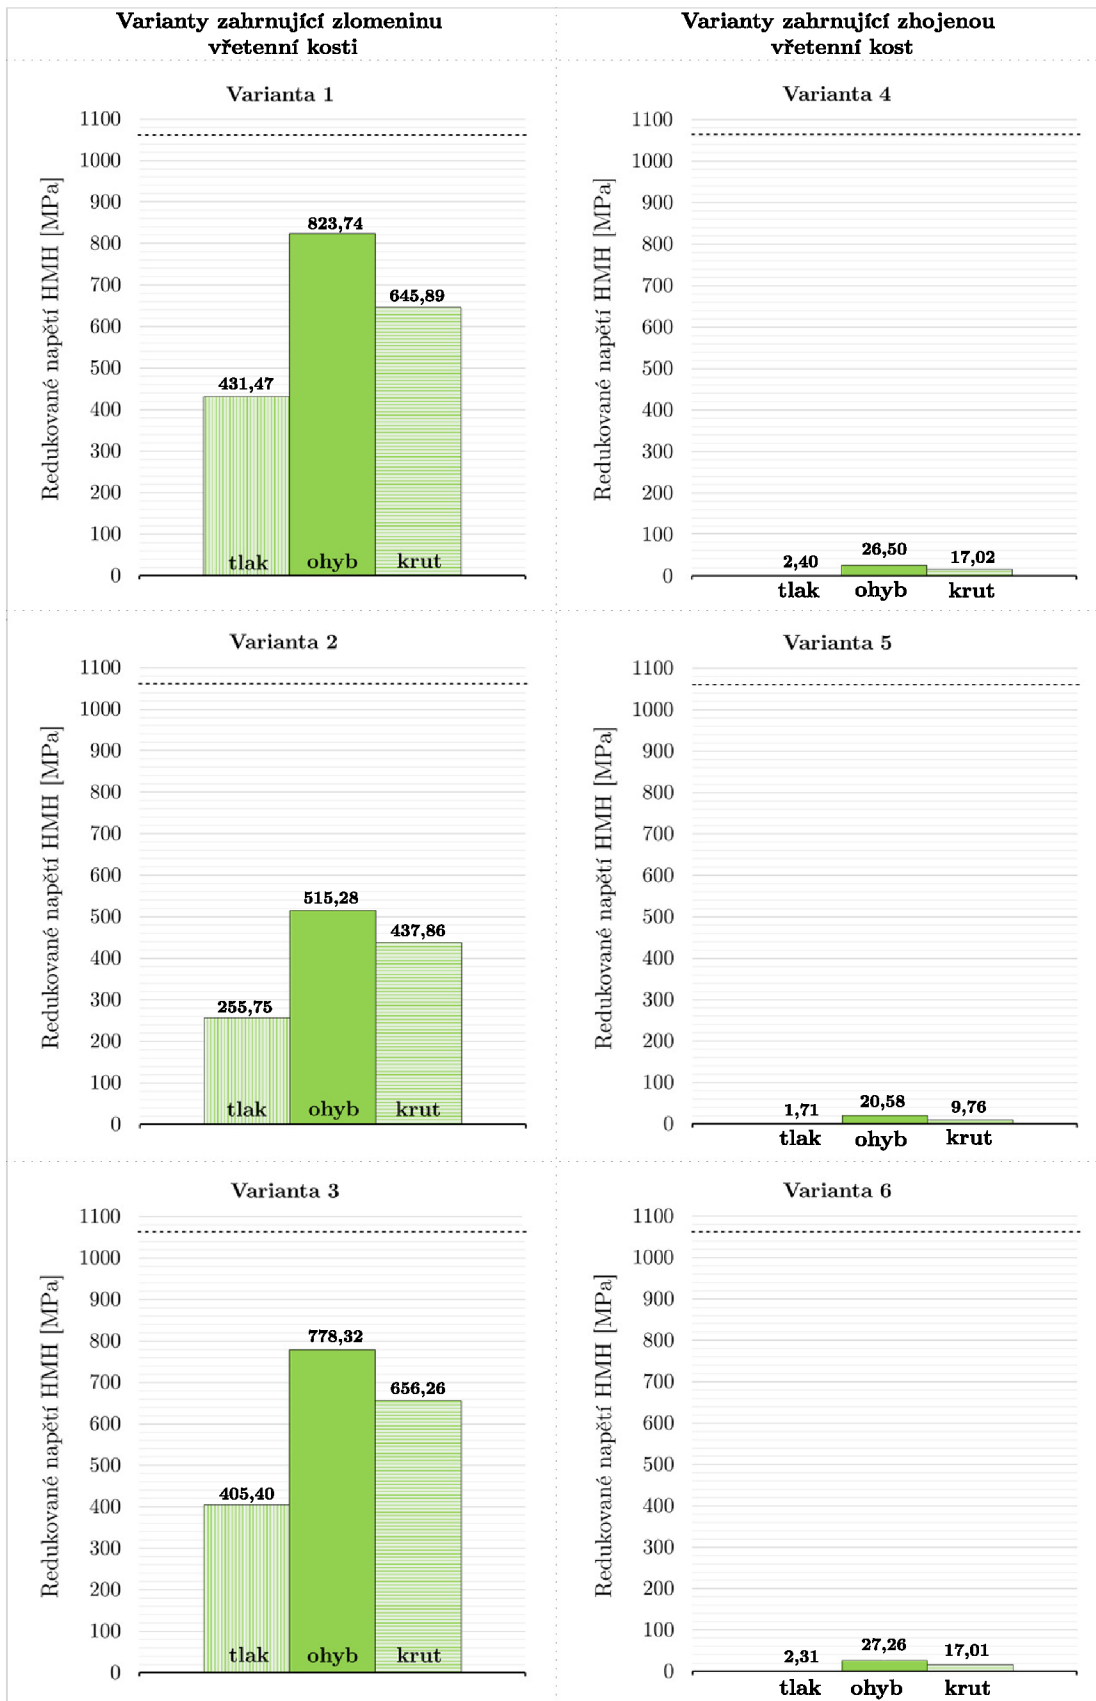 Varianty zahrnující zlomeninu
vřetenní kosti
Varianty zahrnující zhojenou
vřetenní kost
Varianta 1
Redukované napětí HMH [MPa]
1100
1000
900
800
700
600
500
400
300
200
100
0
431,47
823,74
645,89
tlak
ohyb
krut
Varianta 4
Redukované napětí HMH [MPa]
1100
1000
900
800
700
600
500
400
300
200
100
0
2,40
26,50
17,02
tlak
ohyb
krut
Varianta 2
Redukované napětí HMH [MPa]
1100
1000
900
800
700
600
500
400
300
200
100
0
255,75
515,28
437,86
tlak
ohyb
krut
Varianta 5
Redukované napětí HMH [MPa]
1100
1000
900
800
700
600
500
400
300
200
100
0
1,71
20,58
9,76
tlak
ohyb
krut
Varianta 3
Redukované napětí HMH [MPa]
1100
1000
900
800
700
600
500
400
300
200
100
0
405,40
778,32
656,26
tlak
ohyb
krut
Varianta 6
Redukované napětí HMH [MPa]
1100
1000
900
800
700
600
500
400
300
200
100
0
2,31
27,26
17,01
tlak
ohyb
krut